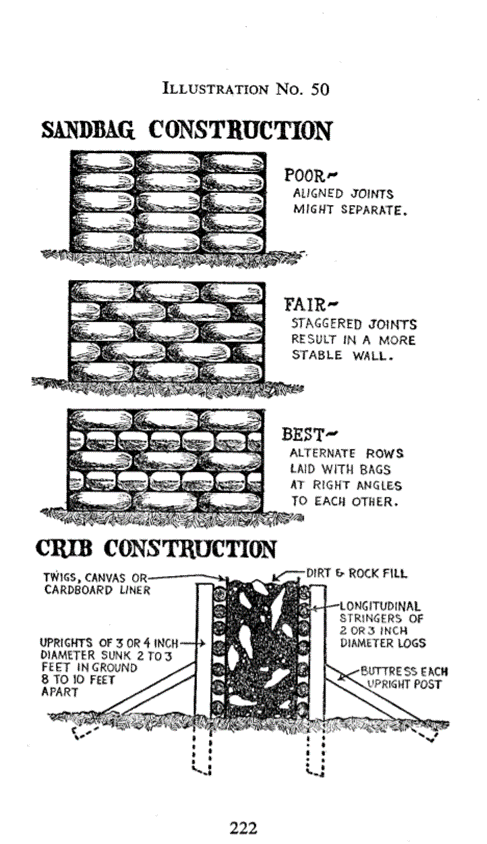 ILLUSTRATION NO. 50
SANDBAG CONSTRUCTION
POOR~
ALIGNED JOINTS
MIGHT SEPARATE.
FAIR~
STAGGERED JOINTS
RESULT IN A MORE
STABLE WALL.
BEST~
ALTERNATE ROWS
LAID WITH BAGS
AT RIGHT ANGLES
TO EACH OTHER.
CRIB CONSTRUCTION
TWIGS, CANVAS OR
CARDBOARD LINER
DIRT & ROCK FILL
LONGITUDINAL
STRINGERS OF
2 OR 3 INCH
DIAMETER LOGS
UPRIGHTS OF 3 OR 4 INCH
DIAMETER SUNK 2 TO 3
FEET IN GROUND
8 TO 10 FEET
APART
BUTTRESS EACH
UPRIGHT POST
222